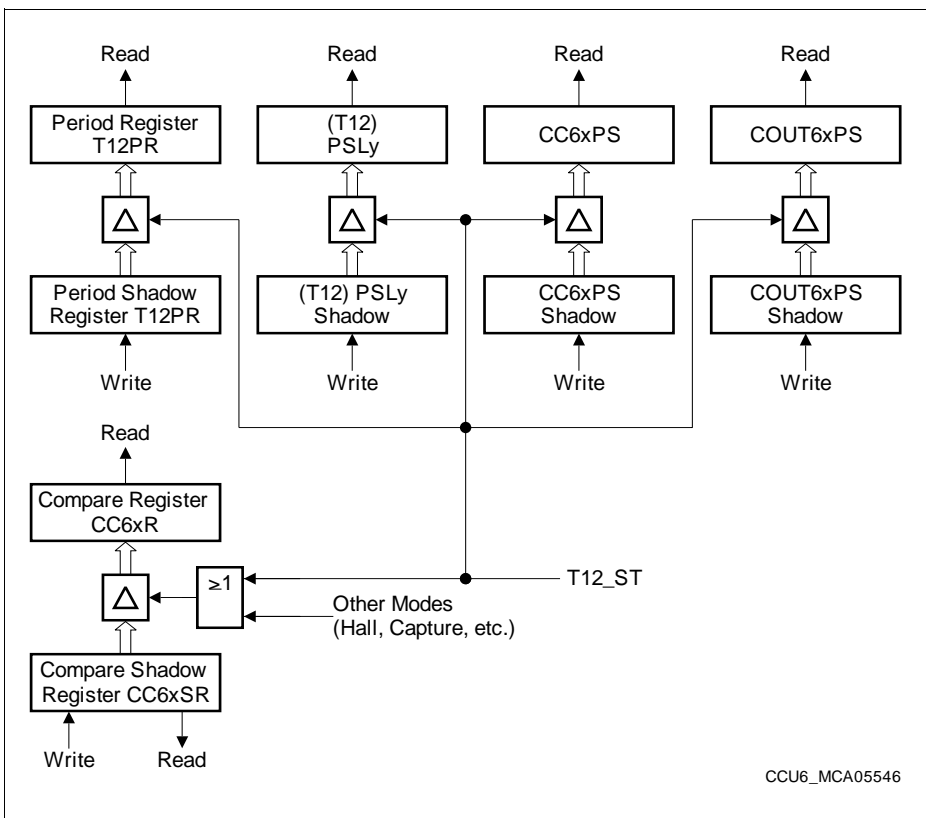 Read
Read
Read
Read
Period Register
T12PR
(T12)
PSLy
CC6xPS
COUT6xPS
Period Shadow
Register T12PR
(T12) PSLy
Shadow
CC6xPS
Shadow
COUT6xPS
Shadow
Write
Write
Write
Write
Read
Compare Register
CC6xR
≥1
T12_ST
Other Modes
(Hall, Capture, etc.)
Compare Shadow
Register CC6xSR
Write
Read
CCU6_MCA05546